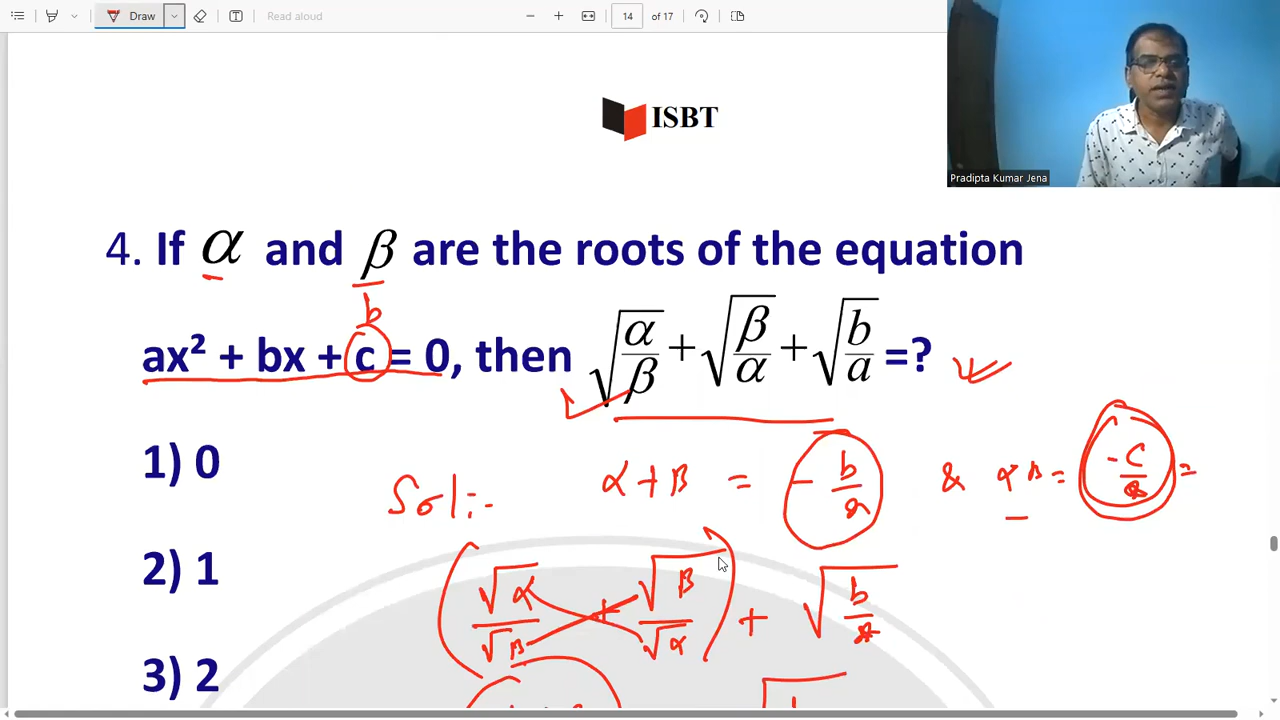 Draw
Read aloud
14 of 17
ISBT
Pradipta Kumar Jena
4. If α and β are the roots of the equation
b
ax² + bx + c = 0, then √(α/β) + √(β/α) + √(b/a) =?
1) 0
Sol:- α + β = - b/a & αβ = - c/a =
2) 1
(√α/√β + √β/√α) + √(b/a)
3) 2